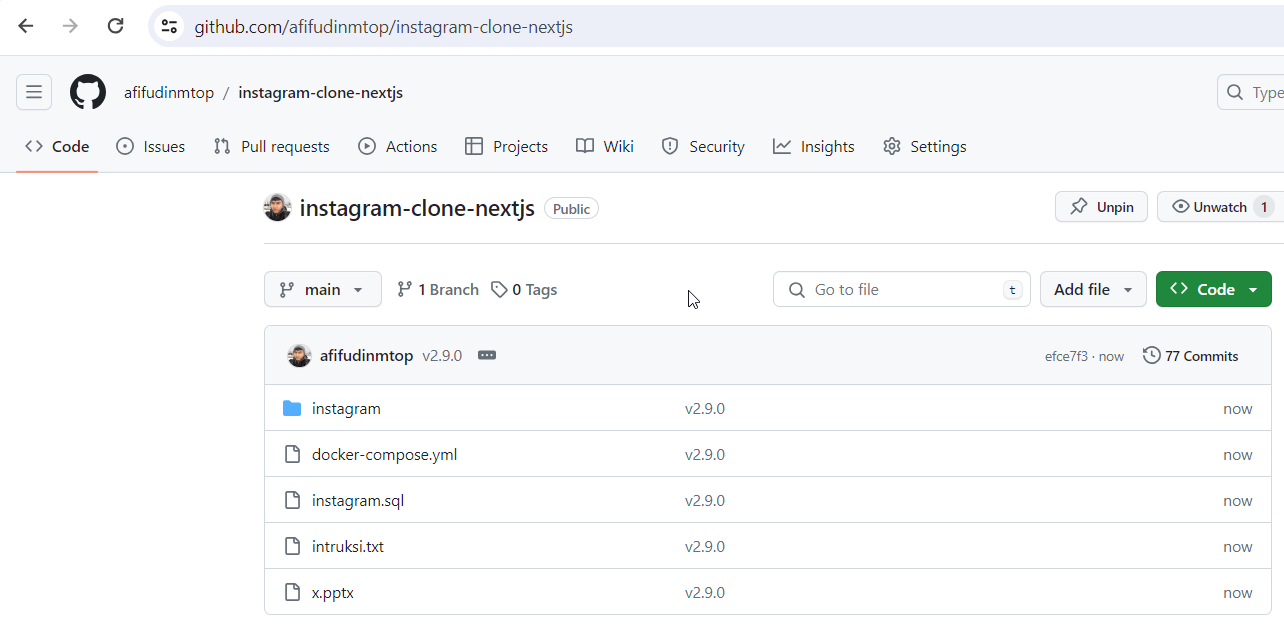 github.com/afifudinmtop/instagram-clone-nextjs
afifudinmtop / instagram-clone-nextjs
Type
Code Issues Pull requests Actions Projects Wiki Security Insights Settings
instagram-clone-nextjs Public Unpin Unwatch 1
main 1 Branch 0 Tags Go to file t Add file Code
afifudinmtop v2.9.0 efce7f3 · now 77 Commits
instagram v2.9.0 now
docker-compose.yml v2.9.0 now
instagram.sql v2.9.0 now
intruksi.txt v2.9.0 now
x.pptx v2.9.0 now